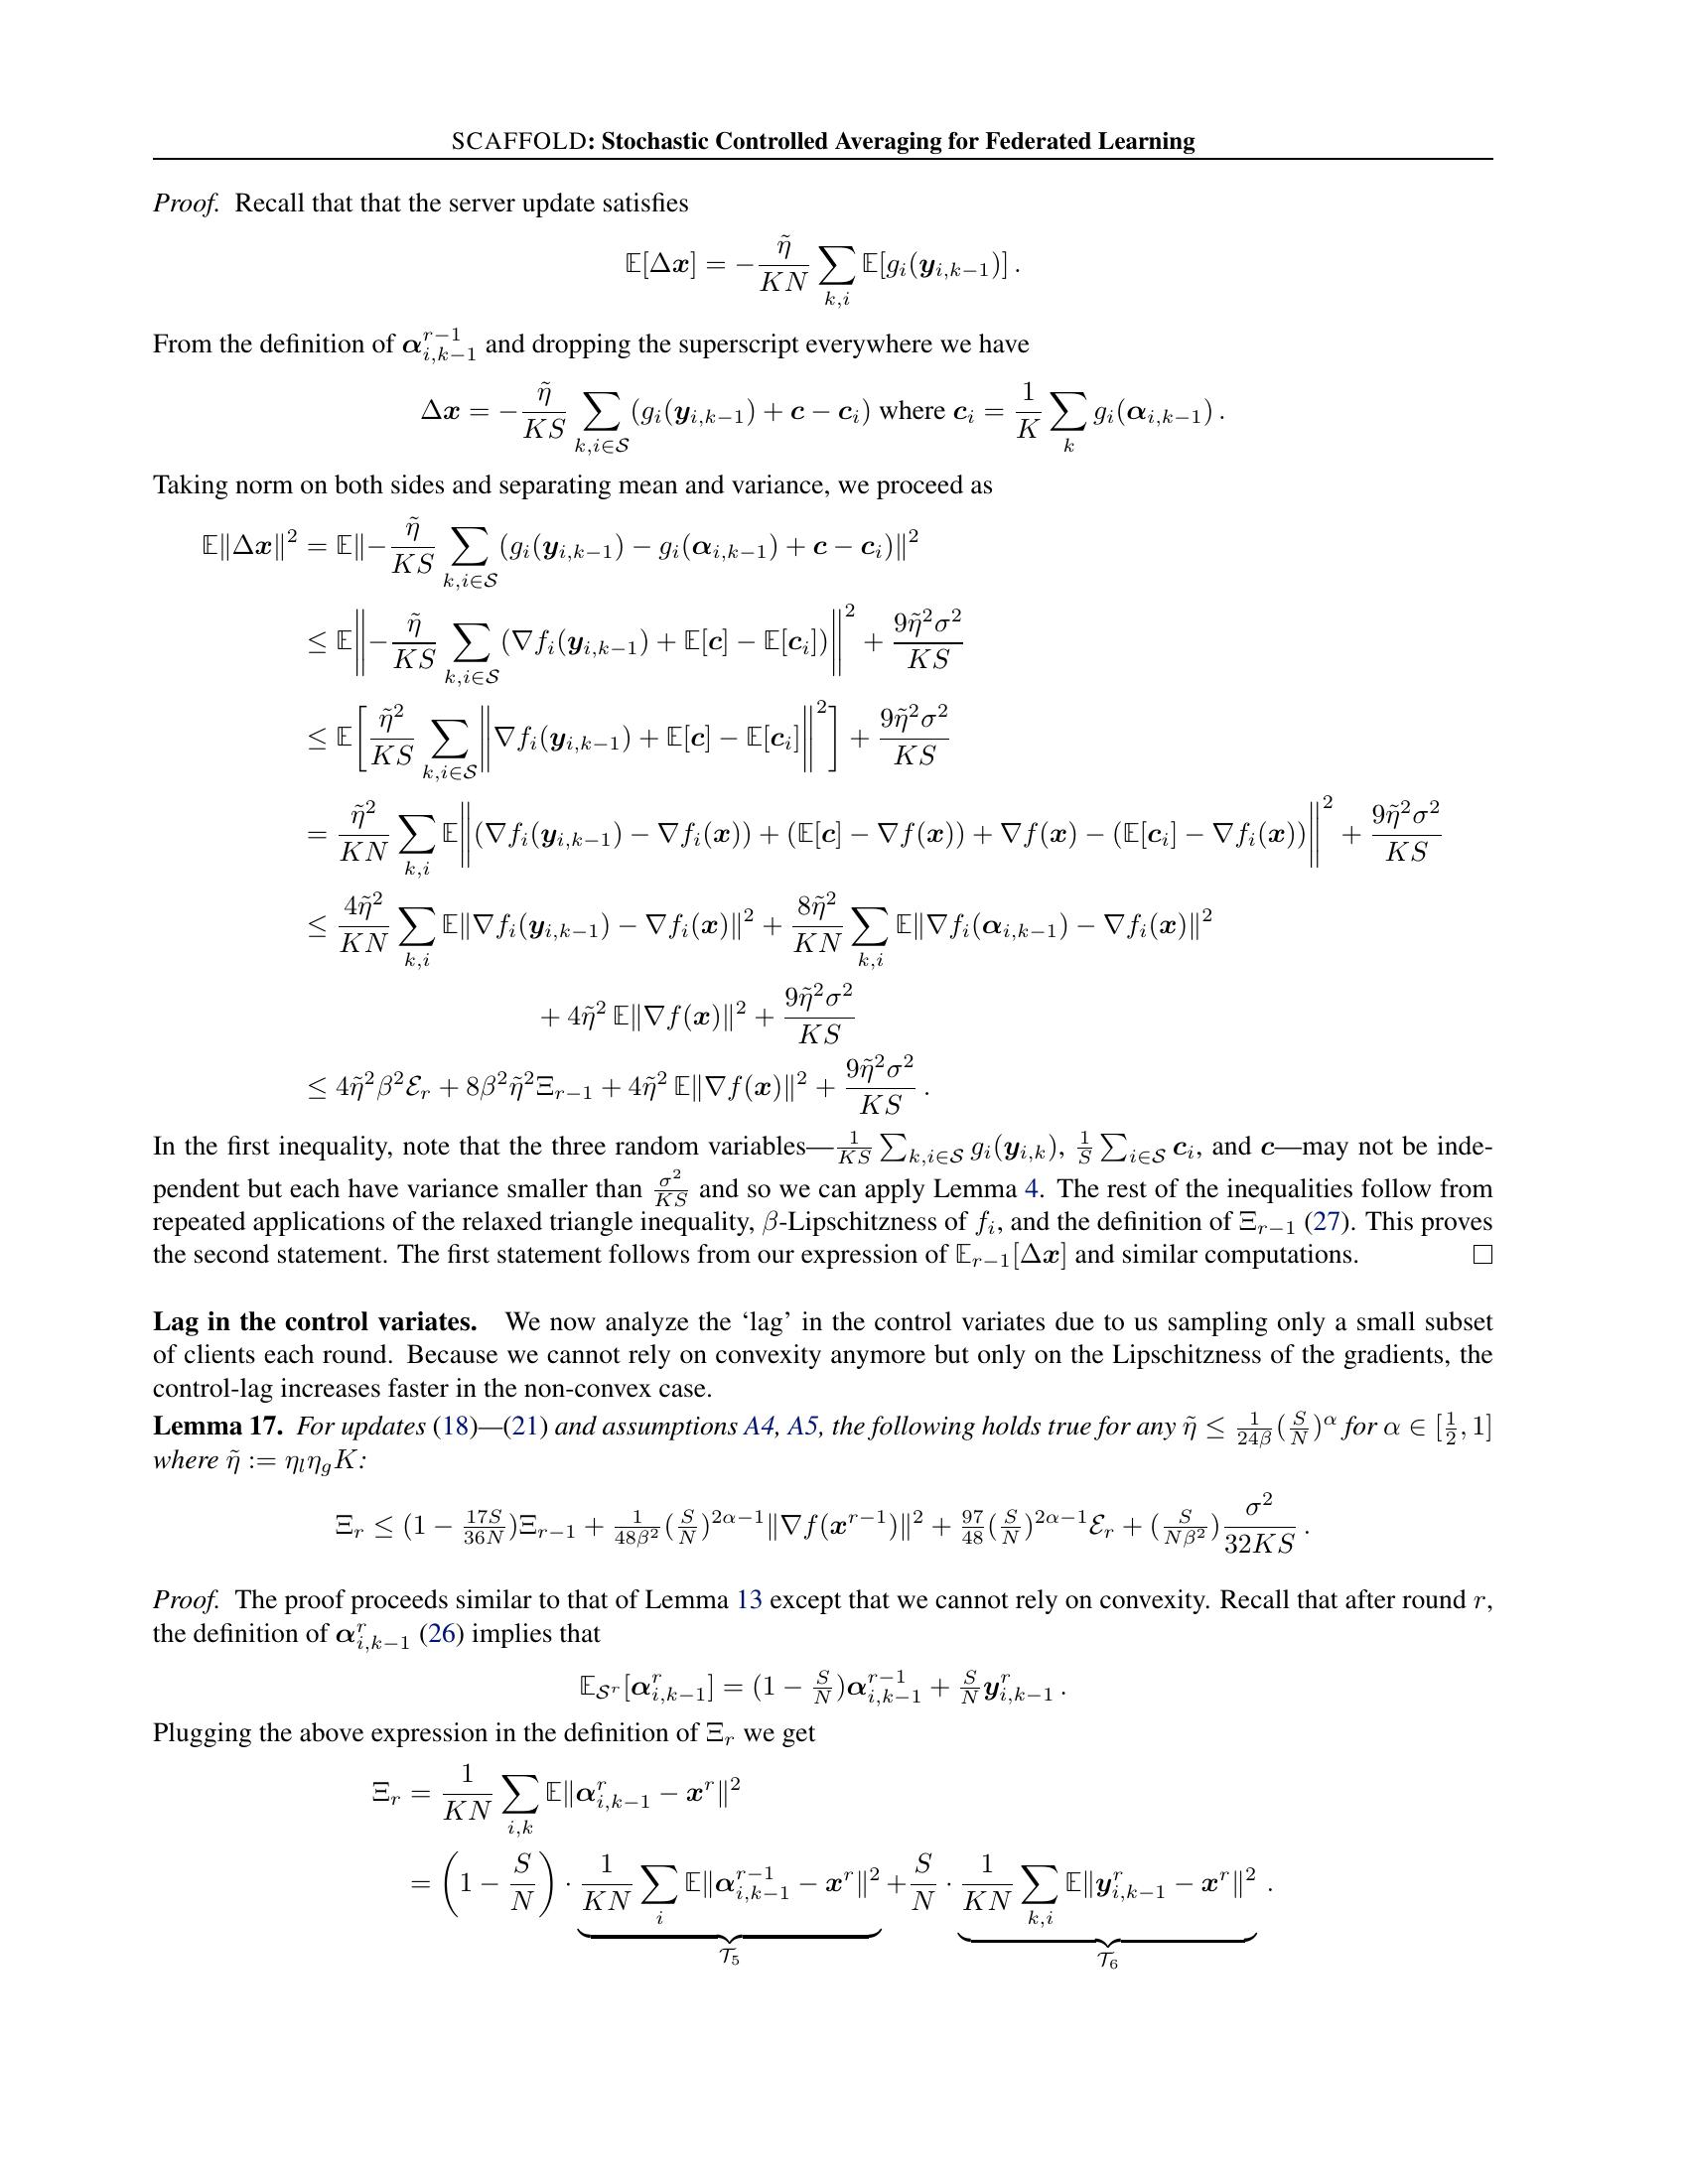 SCAFFOLD: Stochastic Controlled Averaging for Federated Learning
Proof. Recall that that the server update satisfies
$\mathbb{E}[\Delta \boldsymbol{x}] = -\frac{\tilde{\eta}}{KN} \sum_{k,i} \mathbb{E}[g_i(\boldsymbol{y}_{i,k-1})] \,.$
From the definition of $\boldsymbol{\alpha}_{i,k-1}^{r-1}$ and dropping the superscript everywhere we have
$\Delta \boldsymbol{x} = -\frac{\tilde{\eta}}{KS} \sum_{k,i \in \mathcal{S}} (g_i(\boldsymbol{y}_{i,k-1}) + \boldsymbol{c} - \boldsymbol{c}_i) \text{ where } \boldsymbol{c}_i = \frac{1}{K} \sum_k g_i(\boldsymbol{\alpha}_{i,k-1}) \,.$
Taking norm on both sides and separating mean and variance, we proceed as
$\mathbb{E}\|\Delta \boldsymbol{x}\|^2 = \mathbb{E}\|-\frac{\tilde{\eta}}{KS} \sum_{k,i \in \mathcal{S}} (g_i(\boldsymbol{y}_{i,k-1}) - g_i(\boldsymbol{\alpha}_{i,k-1}) + \boldsymbol{c} - \boldsymbol{c}_i)\|^2$
$\leq \mathbb{E}\left\|-\frac{\tilde{\eta}}{KS} \sum_{k,i \in \mathcal{S}} (\nabla f_i(\boldsymbol{y}_{i,k-1}) + \mathbb{E}[\boldsymbol{c}] - \mathbb{E}[\boldsymbol{c}_i])\right\|^2 + \frac{9\tilde{\eta}^2\sigma^2}{KS}$
$\leq \mathbb{E}\left[\frac{\tilde{\eta}^2}{KS} \sum_{k,i \in \mathcal{S}} \left\|\nabla f_i(\boldsymbol{y}_{i,k-1}) + \mathbb{E}[\boldsymbol{c}] - \mathbb{E}[\boldsymbol{c}_i]\right\|^2\right] + \frac{9\tilde{\eta}^2\sigma^2}{KS}$
$= \frac{\tilde{\eta}^2}{KN} \sum_{k,i} \mathbb{E}\left\|(\nabla f_i(\boldsymbol{y}_{i,k-1}) - \nabla f_i(\boldsymbol{x})) + (\mathbb{E}[\boldsymbol{c}] - \nabla f(\boldsymbol{x})) + \nabla f(\boldsymbol{x}) - (\mathbb{E}[\boldsymbol{c}_i] - \nabla f_i(\boldsymbol{x}))\right\|^2 + \frac{9\tilde{\eta}^2\sigma^2}{KS}$
$\leq \frac{4\tilde{\eta}^2}{KN} \sum_{k,i} \mathbb{E}\|\nabla f_i(\boldsymbol{y}_{i,k-1}) - \nabla f_i(\boldsymbol{x})\|^2 + \frac{8\tilde{\eta}^2}{KN} \sum_{k,i} \mathbb{E}\|\nabla f_i(\boldsymbol{\alpha}_{i,k-1}) - \nabla f_i(\boldsymbol{x})\|^2$
$+ 4\tilde{\eta}^2 \, \mathbb{E}\|\nabla f(\boldsymbol{x})\|^2 + \frac{9\tilde{\eta}^2\sigma^2}{KS}$
$\leq 4\tilde{\eta}^2\beta^2\mathcal{E}_r + 8\beta^2\tilde{\eta}^2\Xi_{r-1} + 4\tilde{\eta}^2 \, \mathbb{E}\|\nabla f(\boldsymbol{x})\|^2 + \frac{9\tilde{\eta}^2\sigma^2}{KS} \,.$
In the first inequality, note that the three random variables—$\frac{1}{KS} \sum_{k,i \in \mathcal{S}} g_i(\boldsymbol{y}_{i,k})$, $\frac{1}{S} \sum_{i \in \mathcal{S}} \boldsymbol{c}_i$, and $\boldsymbol{c}$—may not be inde-
pendent but each have variance smaller than $\frac{\sigma^2}{KS}$ and so we can apply Lemma 4. The rest of the inequalities follow from
repeated applications of the relaxed triangle inequality, $\beta$-Lipschitzness of $f_i$, and the definition of $\Xi_{r-1}$ (27). This proves
the second statement. The first statement follows from our expression of $\mathbb{E}_{r-1}[\Delta \boldsymbol{x}]$ and similar computations. □
Lag in the control variates. We now analyze the ‘lag’ in the control variates due to us sampling only a small subset
of clients each round. Because we cannot rely on convexity anymore but only on the Lipschitzness of the gradients, the
control-lag increases faster in the non-convex case.
Lemma 17. For updates (18)—(21) and assumptions A4, A5, the following holds true for any $\tilde{\eta} \leq \frac{1}{24\beta}(\frac{S}{N})^\alpha$ for $\alpha \in [\frac{1}{2}, 1]$
where $\tilde{\eta} := \eta_l \eta_g K$:
$\Xi_r \leq (1 - \frac{17S}{36N})\Xi_{r-1} + \frac{1}{48\beta^2}(\frac{S}{N})^{2\alpha-1}\|\nabla f(\boldsymbol{x}^{r-1})\|^2 + \frac{97}{48}(\frac{S}{N})^{2\alpha-1}\mathcal{E}_r + (\frac{S}{N\beta^2})\frac{\sigma^2}{32KS} \,.$
Proof. The proof proceeds similar to that of Lemma 13 except that we cannot rely on convexity. Recall that after round $r$,
the definition of $\boldsymbol{\alpha}_{i,k-1}^r$ (26) implies that
$\mathbb{E}_{\mathcal{S}^r}[\boldsymbol{\alpha}_{i,k-1}^r] = (1 - \frac{S}{N})\boldsymbol{\alpha}_{i,k-1}^{r-1} + \frac{S}{N}\boldsymbol{y}_{i,k-1}^r \,.$
Plugging the above expression in the definition of $\Xi_r$ we get
$\Xi_r = \frac{1}{KN} \sum_{i,k} \mathbb{E}\|\boldsymbol{\alpha}_{i,k-1}^r - \boldsymbol{x}^r\|^2$
$= \left(1 - \frac{S}{N}\right) \cdot \underbrace{\frac{1}{KN} \sum_i \mathbb{E}\|\boldsymbol{\alpha}_{i,k-1}^{r-1} - \boldsymbol{x}^r\|^2}_{\mathcal{T}_5} + \frac{S}{N} \cdot \underbrace{\frac{1}{KN} \sum_{k,i} \mathbb{E}\|\boldsymbol{y}_{i,k-1}^r - \boldsymbol{x}^r\|^2}_{\mathcal{T}_6} \,.$